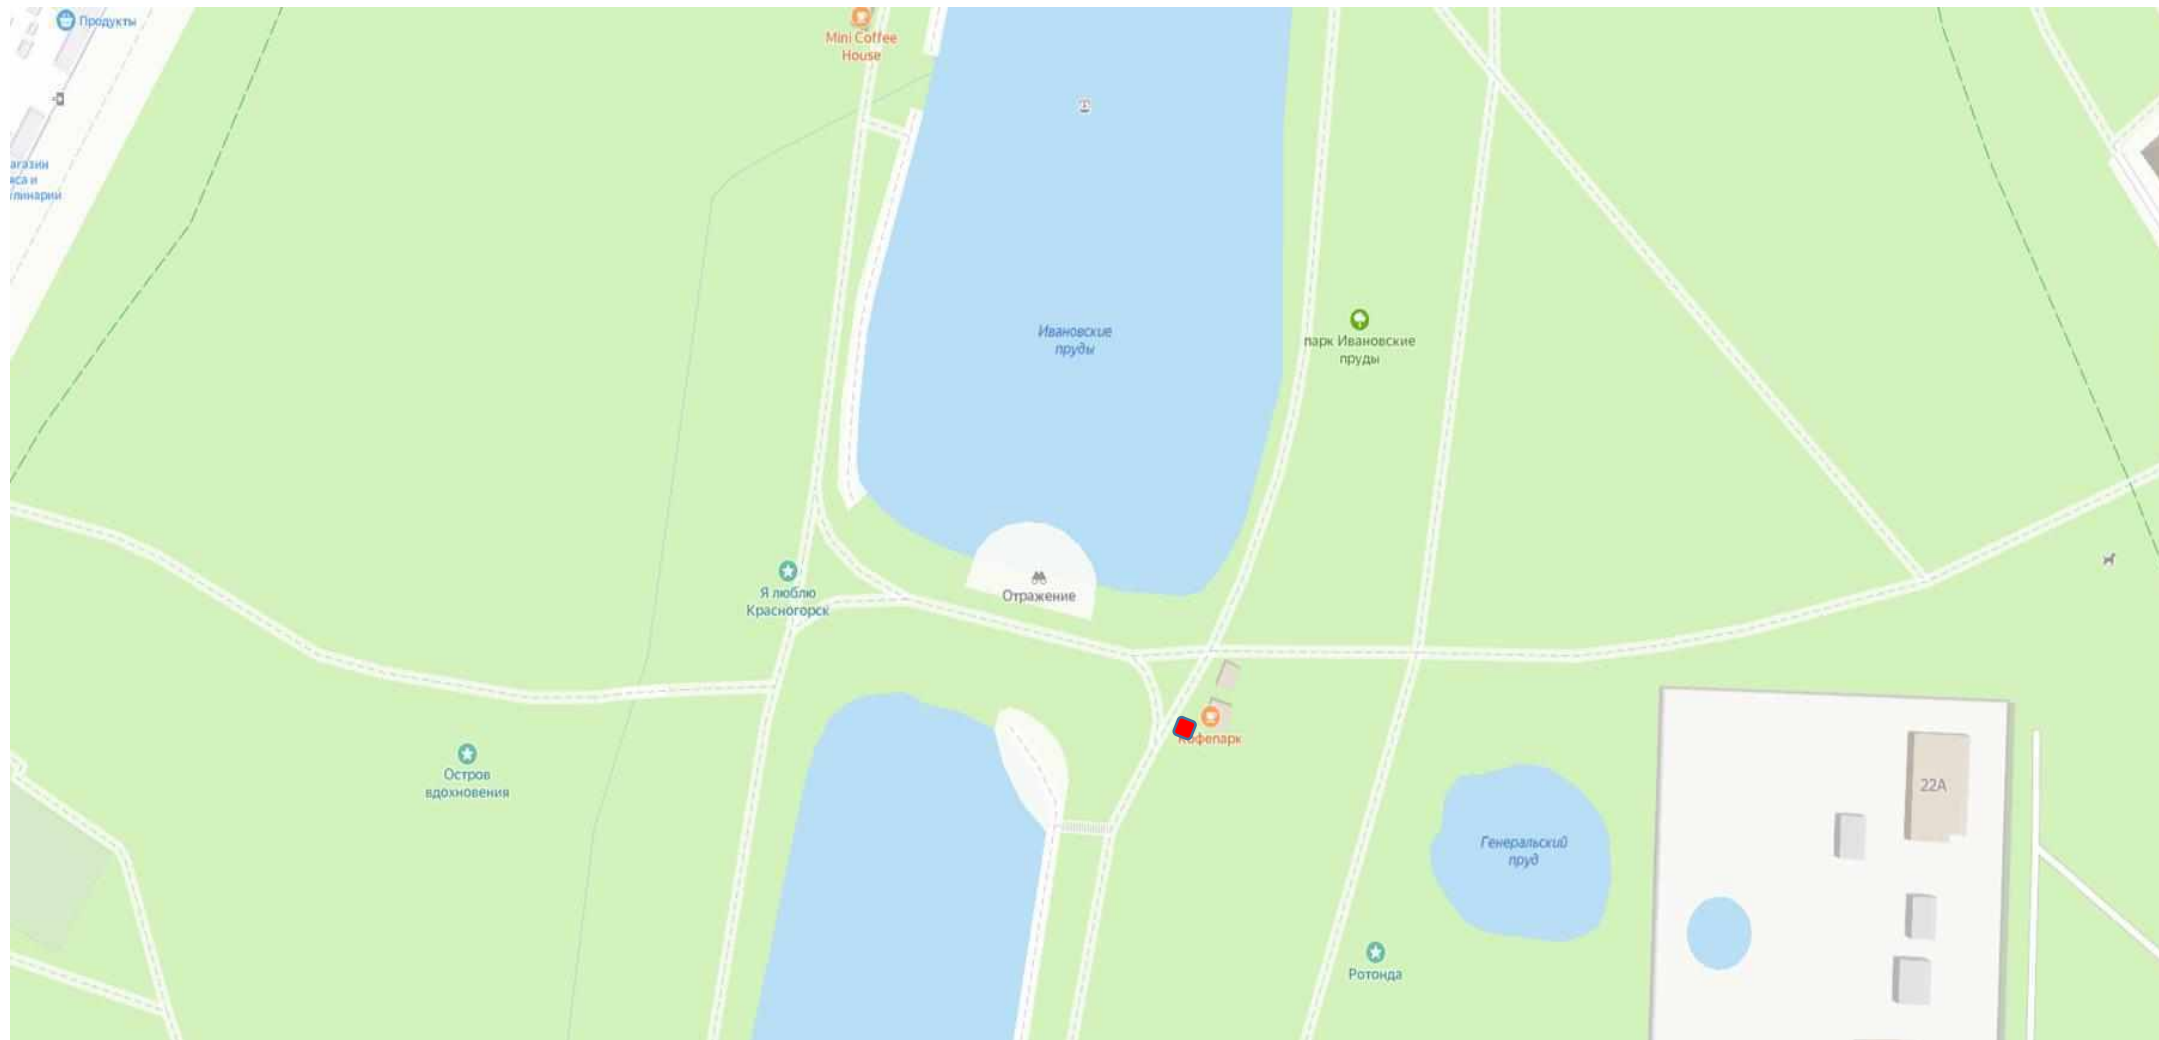 Продукты
Mini Coffee
House
агазин
яса и
улинарии
Ивановские
пруды
парк Ивановские
пруды
Я люблю
Красногорск
Отражение
Кофепарк
Остров
вдохновения
22А
Генеральский
пруд
Ротонда